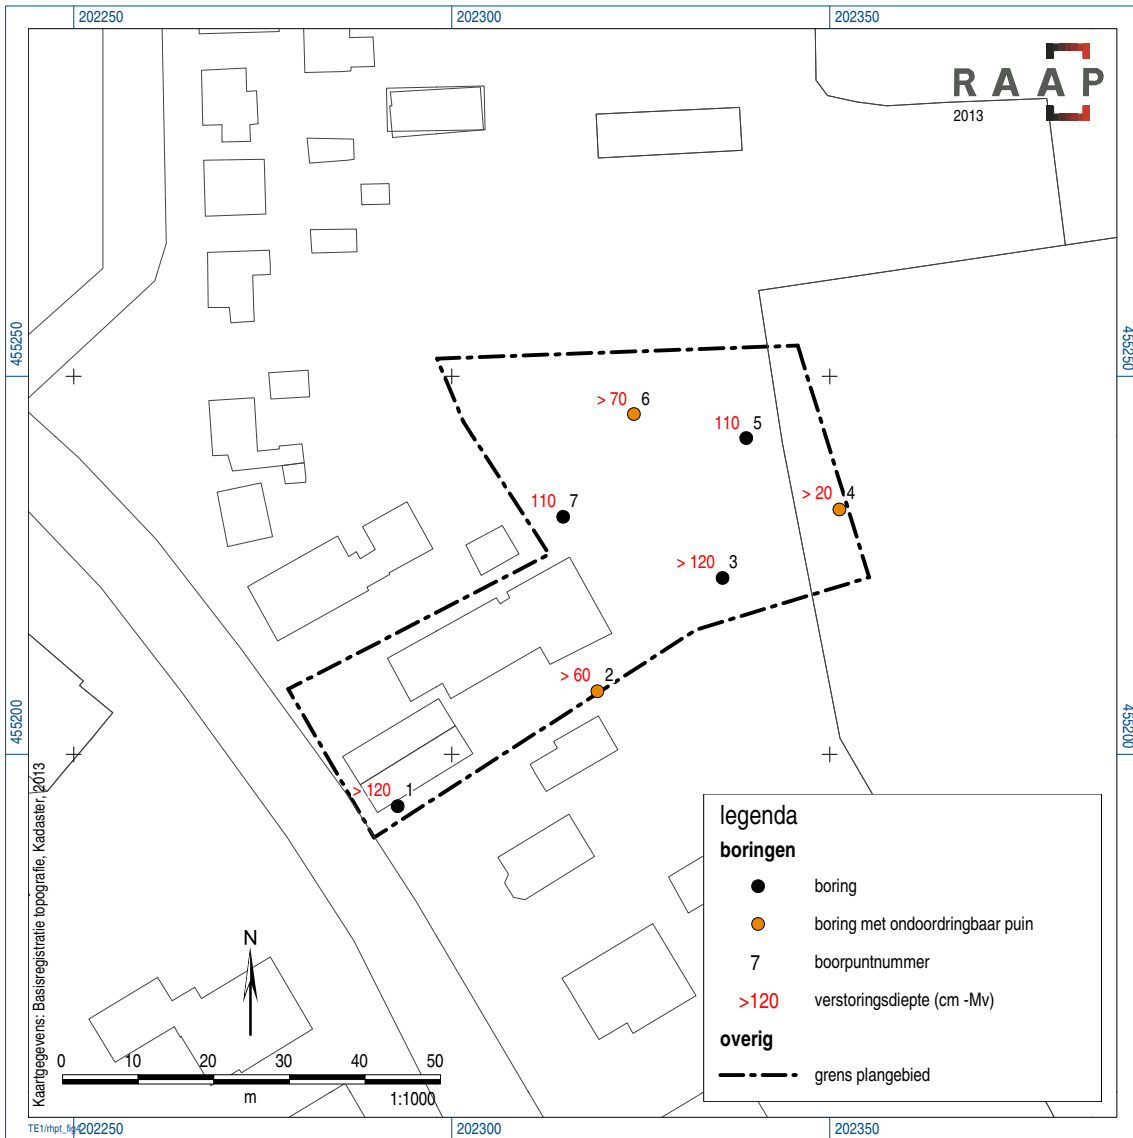 202250
202300
202350
RAAP
2013
455250
455250
> 70 6
110 5
> 20 4
110 7
> 120 3
> 60 2
455200
455200
> 120 1
Kaartgegevens: Basisregistratie topografie, Kadaster, 2013
legenda
boringen
boring
boring met ondoordringbaar puin
7 boorpuntnummer
>120 verstoringsdiepte (cm -Mv)
overig
grens plangebied
N
0 10 20 30 40 50
m 1:1000
202250
202300
202350